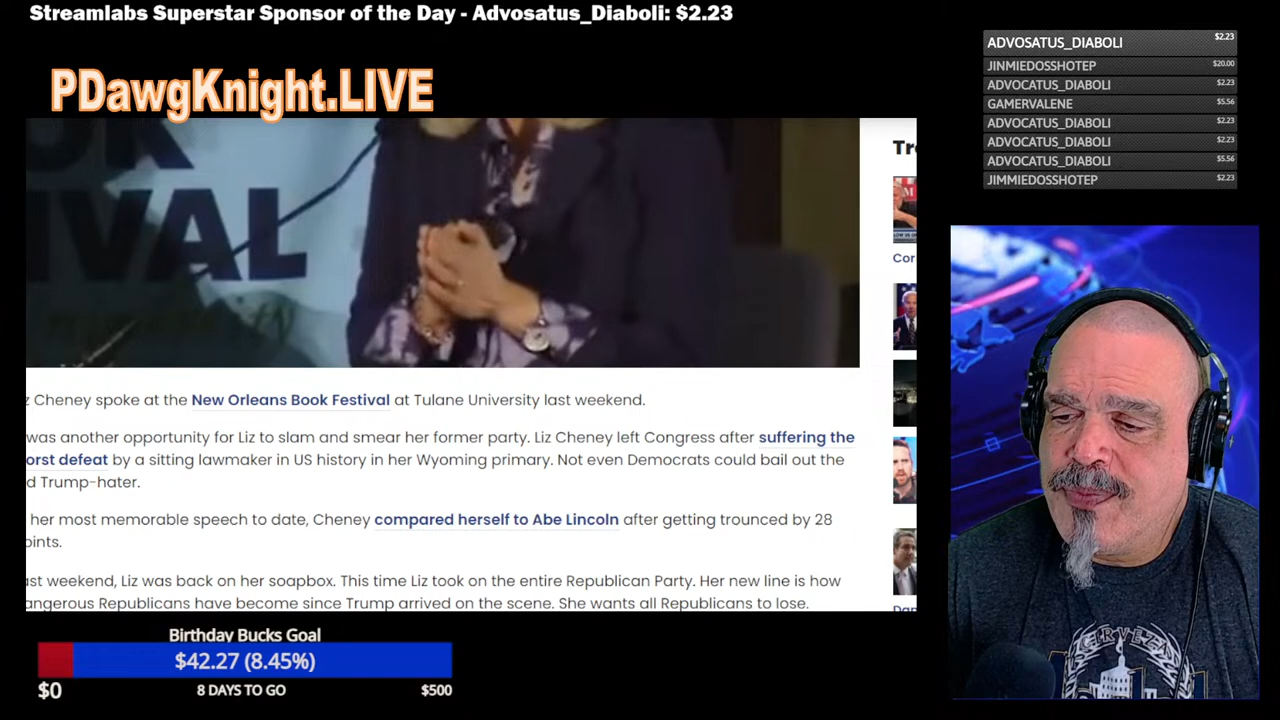 Streamlabs Superstar Sponsor of the Day - Advosatus_Diaboli: $2.23
PDawgKnight.LIVE
ADVOSATUS_DIABOLI $2.23
JINMIEDOSSHOTEP $20.00
ADVOCATUS_DIABOLI $2.23
GAMERVALENE $5.56
ADVOCATUS_DIABOLI $2.23
ADVOCATUS_DIABOLI $2.23
ADVOCATUS_DIABOLI $5.56
JIMMIEDOSSHOTEP $2.23
IVAL
Tre
Cor
z Cheney spoke at the New Orleans Book Festival at Tulane University last weekend.
was another opportunity for Liz to slam and smear her former party. Liz Cheney left Congress after suffering the
orst defeat by a sitting lawmaker in US history in her Wyoming primary. Not even Democrats could bail out the
d Trump-hater.
her most memorable speech to date, Cheney compared herself to Abe Lincoln after getting trounced by 28
oints.
ast weekend, Liz was back on her soapbox. This time Liz took on the entire Republican Party. Her new line is how
angerous Republicans have become since Trump arrived on the scene. She wants all Republicans to lose.
Birthday Bucks Goal
$42.27 (8.45%)
$0 8 DAYS TO GO $500
CERVEZA